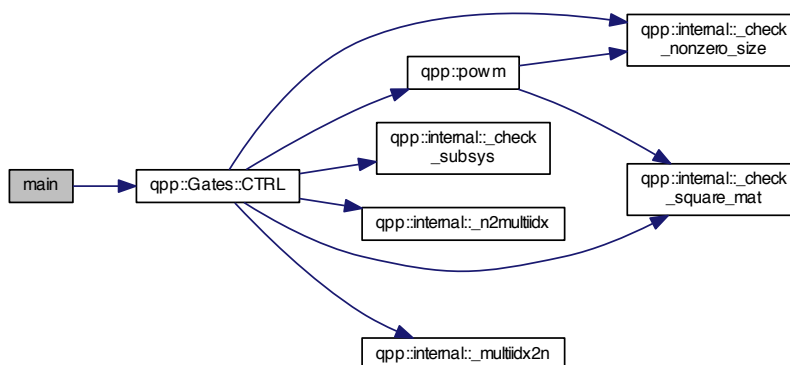 main
qpp::Gates::CTRL
qpp::powm
qpp::internal::_check
_subsys
qpp::internal::_n2multiidx
qpp::internal::_multiidx2n
qpp::internal::_check
_nonzero_size
qpp::internal::_check
_square_mat